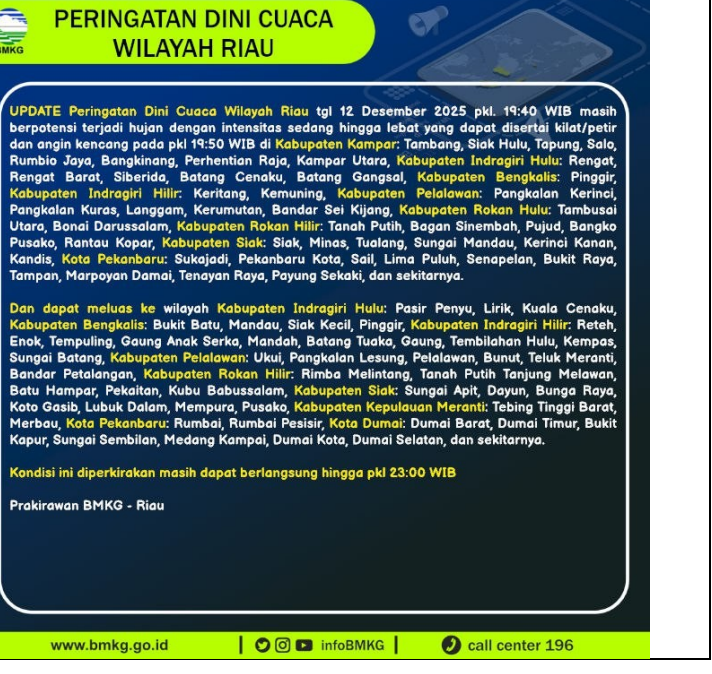 PERINGATAN DINI CUACA
WILAYAH RIAU
BMKG
UPDATE Peringatan Dini Cuaca Wilayah Riau tgl 12 Desember 2025 pkl. 19:40 WIB masih
berpotensi terjadi hujan dengan intensitas sedang hingga lebat yang dapat disertai kilat/petir
dan angin kencang pada pkl 19:50 WIB di Kabupaten Kampar: Tambang, Siak Hulu, Tapung, Salo,
Rumbio Jaya, Bangkinang, Perhentian Raja, Kampar Utara, Kabupaten Indragiri Hulu: Rengat,
Rengat Barat, Siberida, Batang Cenaku, Batang Gangsal, Kabupaten Bengkalis: Pinggir,
Kabupaten Indragiri Hilir: Keritang, Kemuning, Kabupaten Pelalawan: Pangkalan Kerinci,
Pangkalan Kuras, Langgam, Kerumutan, Bandar Sei Kijang, Kabupaten Rokan Hulu: Tambusai
Utara, Bonai Darussalam, Kabupaten Rokan Hilir: Tanah Putih, Bagan Sinembah, Pujud, Bangko
Pusako, Rantau Kopar, Kabupaten Siak: Siak, Minas, Tualang, Sungai Mandau, Kerinci Kanan,
Kandis, Kota Pekanbaru: Sukajadi, Pekanbaru Kota, Sail, Lima Puluh, Senapelan, Bukit Raya,
Tampan, Marpoyan Damai, Tenayan Raya, Payung Sekaki, dan sekitarnya.
Dan dapat meluas ke wilayah Kabupaten Indragiri Hulu: Pasir Penyu, Lirik, Kuala Cenaku,
Kabupaten Bengkalis: Bukit Batu, Mandau, Siak Kecil, Pinggir, Kabupaten Indragiri Hilir: Reteh,
Enok, Tempuling, Gaung Anak Serka, Mandah, Batang Tuaka, Gaung, Tembilahan Hulu, Kempas,
Sungai Batang, Kabupaten Pelalawan: Ukui, Pangkalan Lesung, Pelalawan, Bunut, Teluk Meranti,
Bandar Petalangan, Kabupaten Rokan Hilir: Rimba Melintang, Tanah Putih Tanjung Melawan,
Batu Hampar, Pekaitan, Kubu Babussalam, Kabupaten Siak: Sungai Apit, Dayun, Bunga Raya,
Koto Gasib, Lubuk Dalam, Mempura, Pusako, Kabupaten Kepulauan Meranti: Tebing Tinggi Barat,
Merbau, Kota Pekanbaru: Rumbai, Rumbai Pesisir, Kota Dumai: Dumai Barat, Dumai Timur, Bukit
Kapur, Sungai Sembilan, Medang Kampai, Dumai Kota, Dumai Selatan, dan sekitarnya.
Kondisi ini diperkirakan masih dapat berlangsung hingga pkl 23:00 WIB
Prakirawan BMKG - Riau
www.bmkg.go.id | infoBMKG | call center 196